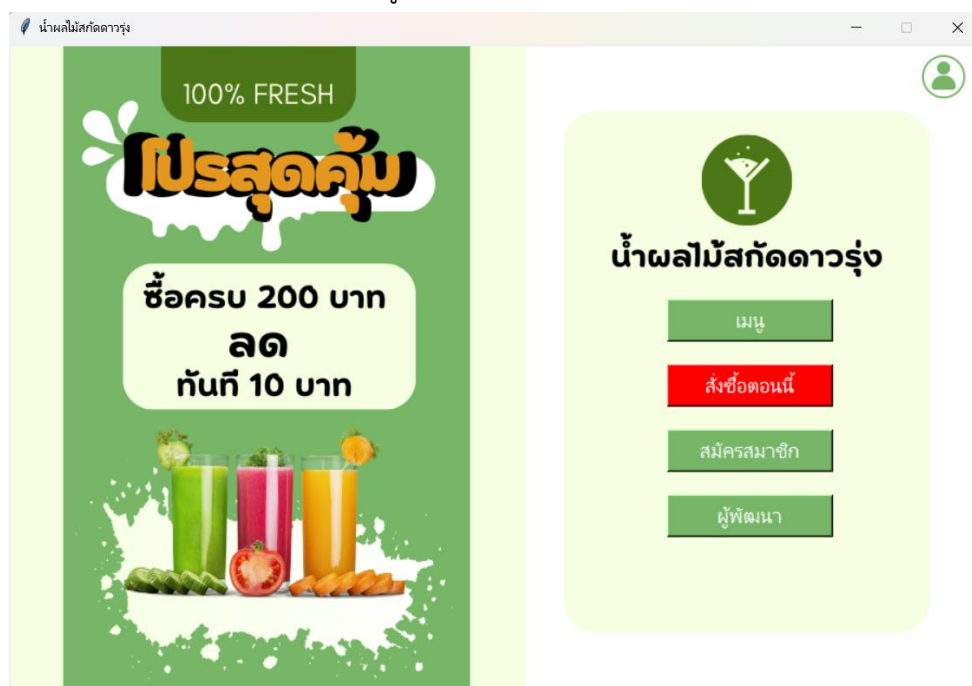 น้ำผลไม้สกัดดาวรุ่ง
100% FRESH
โปรสุดคุ้ม
ซื้อครบ 200 บาท
ลด
ทันที 10 บาท
น้ำผลไม้สกัดดาวรุ่ง
เมนู
สั่งซื้อตอนนี้
สมัครสมาชิก
ผู้พัฒนา